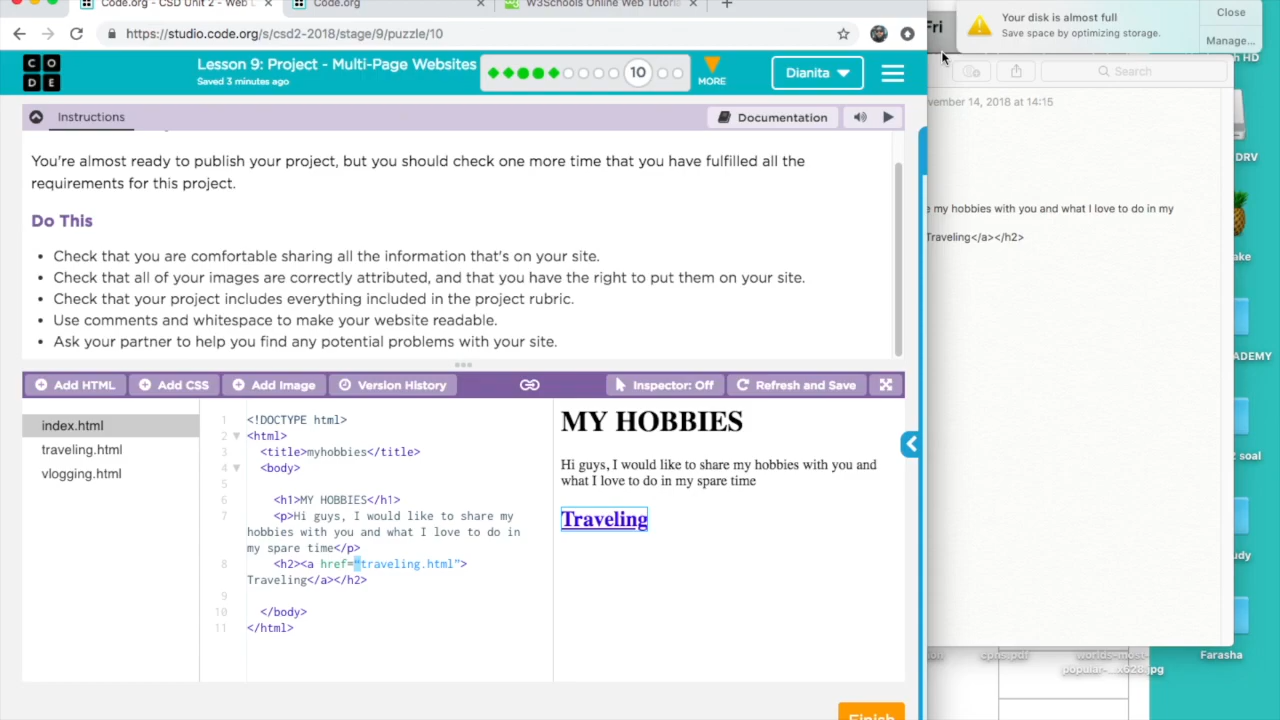 Code.org - CSD Unit 2 - Web L
Code.org
W3Schools Online Web Tutoria
https://studio.code.org/s/csd2-2018/stage/9/puzzle/10
Fri
Your disk is almost full
Save space by optimizing storage.
Close
Manage...
C O
D E
Lesson 9: Project - Multi-Page Websites
Saved 3 minutes ago
10
MORE
Dianita
Search
h HD
vember 14, 2018 at 14:15
Instructions
Documentation
DRV
You're almost ready to publish your project, but you should check one more time that you have fulfilled all the
requirements for this project.
Do This
Check that you are comfortable sharing all the information that's on your site.
Check that all of your images are correctly attributed, and that you have the right to put them on your site.
Check that your project includes everything included in the project rubric.
Use comments and whitespace to make your website readable.
Ask your partner to help you find any potential problems with your site.
e my hobbies with you and what I love to do in my
Traveling</a></h2>
ake
ADEMY
2 soal
udy
Farasha
Add HTML
Add CSS
Add Image
Version History
Inspector: Off
Refresh and Save
index.html
traveling.html
vlogging.html
1 <!DOCTYPE html>
2 <html>
3 <title>myhobbies</title>
4 <body>
5
6 <h1>MY HOBBIES</h1>
7 <p>Hi guys, I would like to share my
hobbies with you and what I love to do in
my spare time</p>
8 <h2><a href=“traveling.html”>
Traveling</a></h2>
9
10 </body>
11 </html>
MY HOBBIES
Hi guys, I would like to share my hobbies with you and
what I love to do in my spare time
Traveling
cpns.pdf
worlds-most-
popular-...x628.jpg
Finish